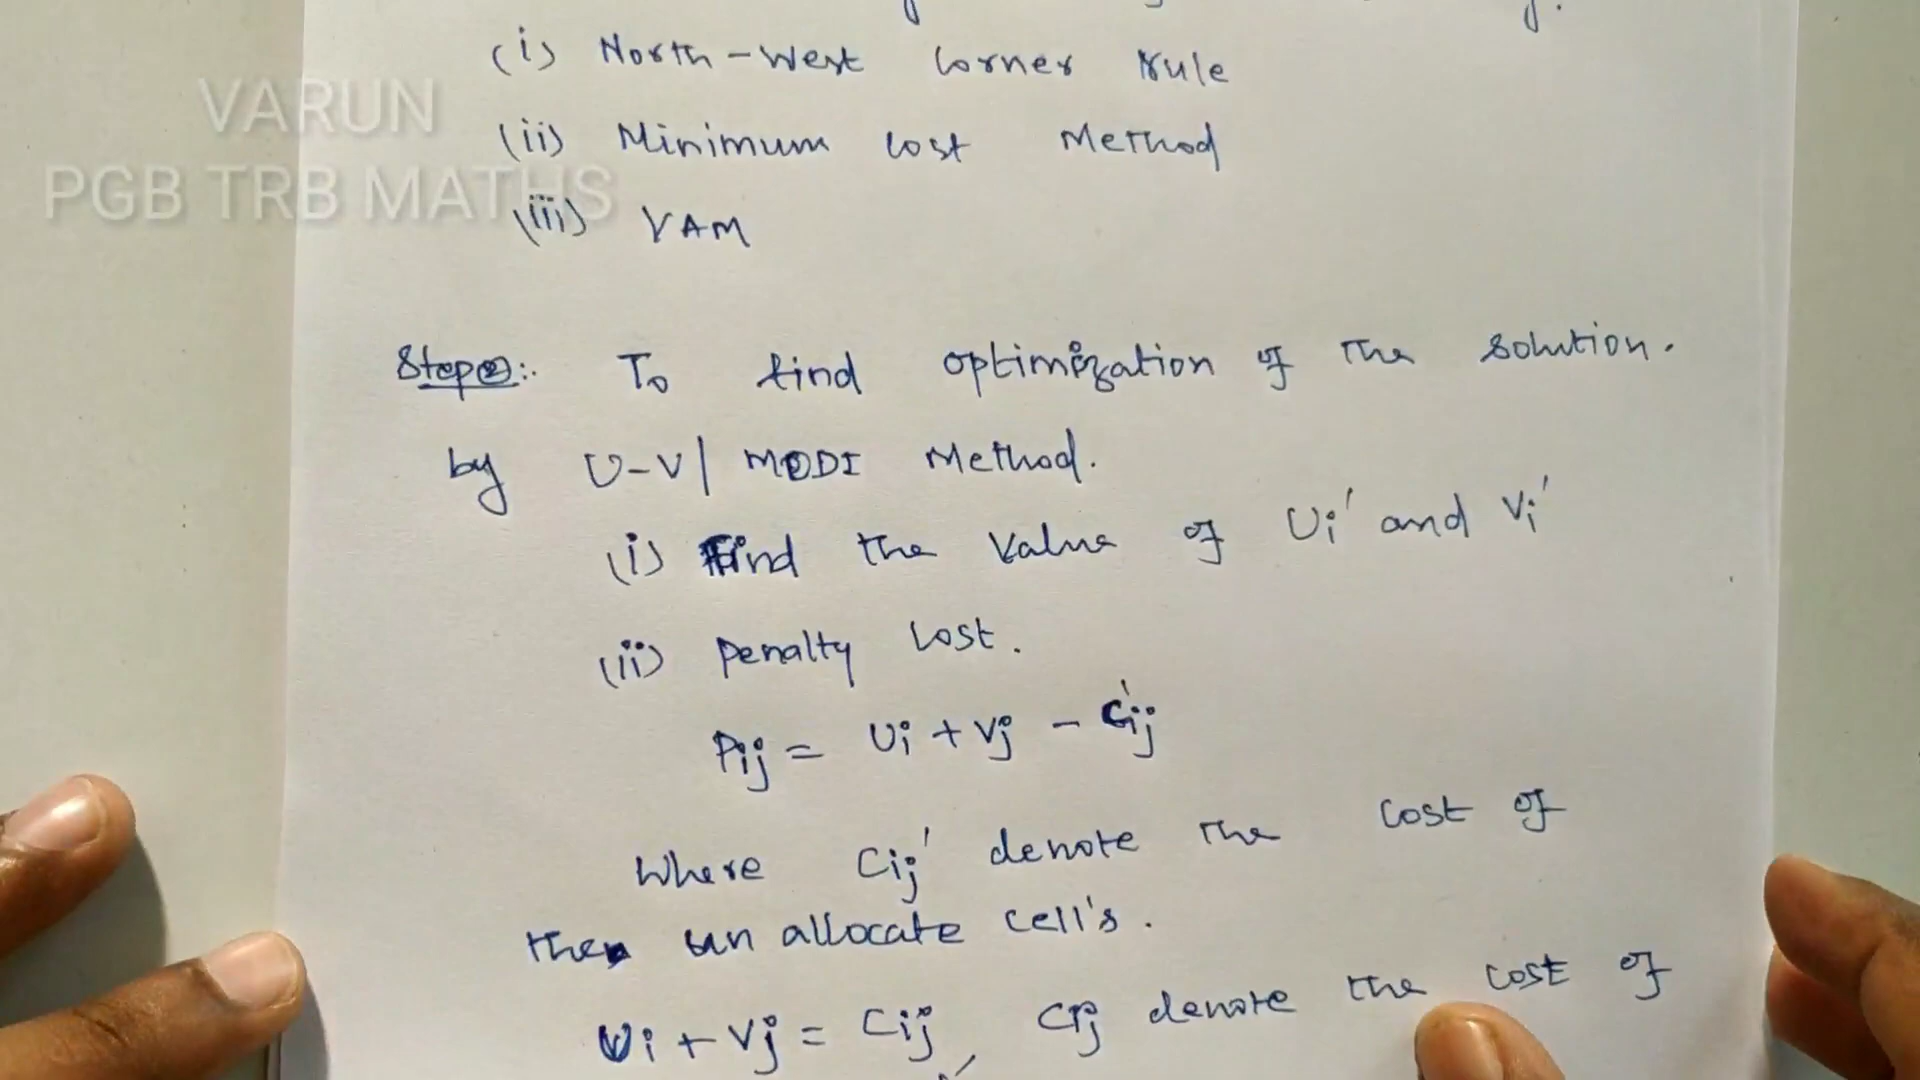 (i) North-West Corner Rule
VARUN
(ii) Minimum Cost Method
PGB TRB MATHS
(iii) VAM
Step②:. To find optimization of the solution.
by U-V| MODI Method.
(i) Find the Value of Ui' and Vi'
(ii) Penalty Cost.
Pij = Ui + Vj - C'ij
Where Cij' denote the Cost of
the un allocate cell's.
Ui + Vj = Cij, Cij denote the Cost of